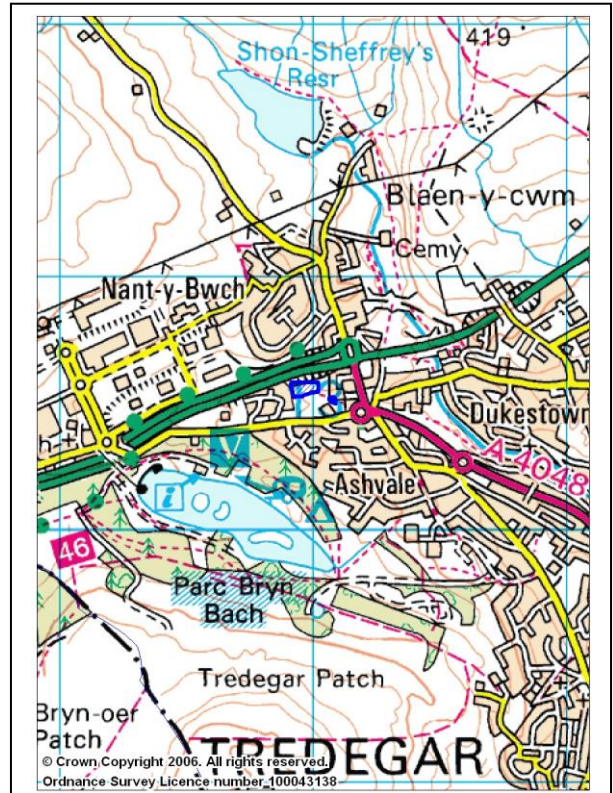 419
Shon-Sheffrey's
Resr
Blaen-y-cwm
Cemy
Nant-y-Bwch
Dukestown
A 4048
V
Ashvale
i
46
Parc Bryn
Bach
Tredegar Patch
Bryn-oer
Patch
TREDEGAR
© Crown Copyright 2006. All rights reserved.
Ordnance Survey Licence number 100043138